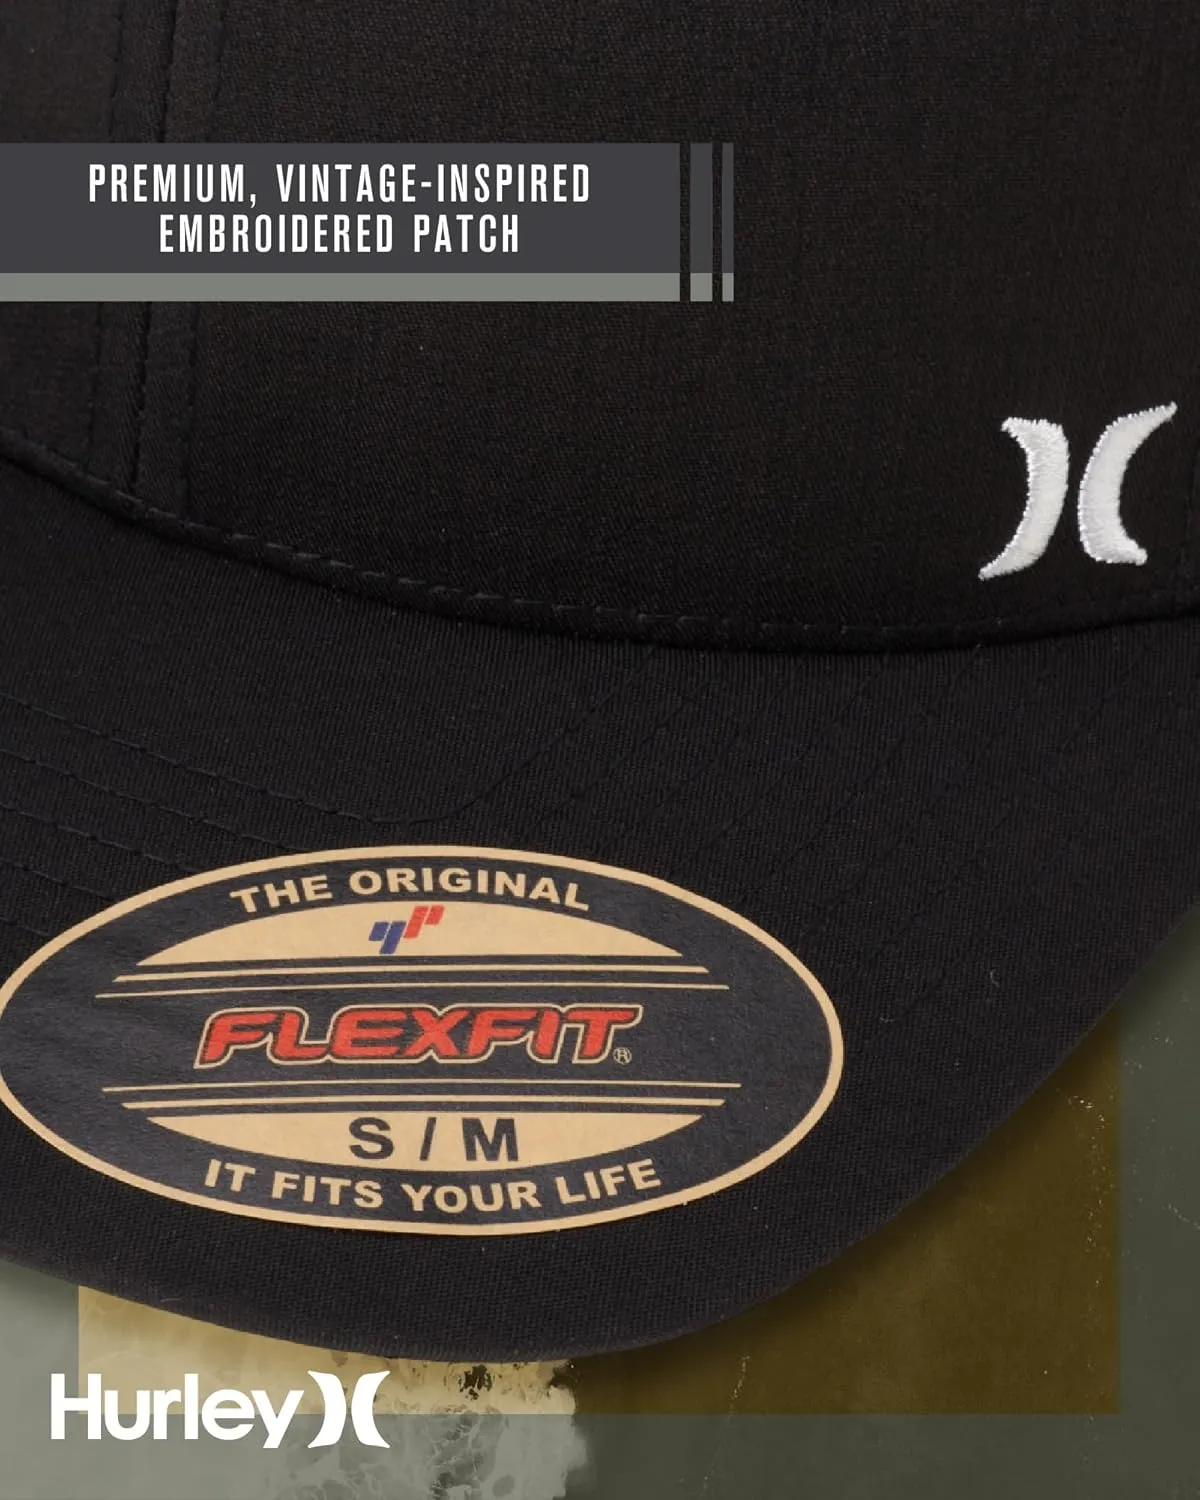 PREMIUM, VINTAGE-INSPIRED
EMBROIDERED PATCH
THE ORIGINAL
FLEXFIT®
S / M
IT FITS YOUR LIFE
Hurley